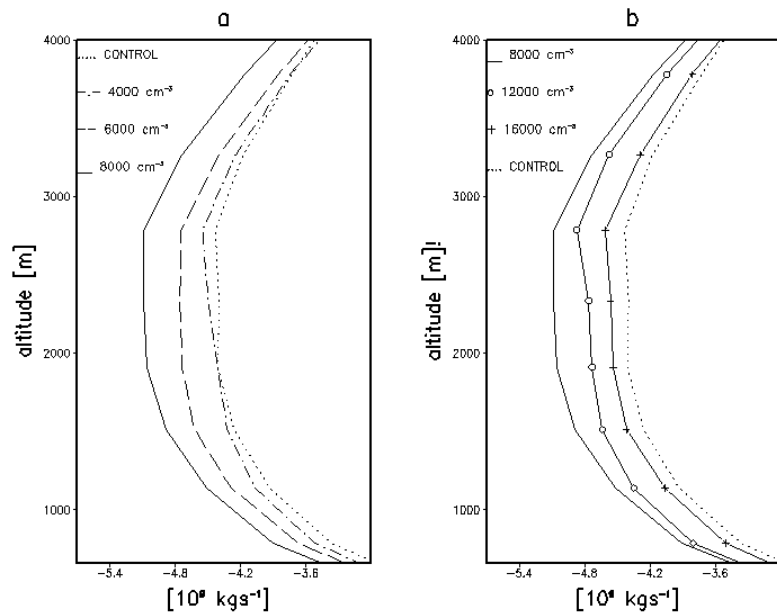 a
4000
3000
2000
1000
altitude [m]
CONTROL
4000 cm⁻³
6000 cm⁻³
8000 cm⁻³
-5.4 -4.8 -4.2 -3.6
[10⁹ kgs⁻¹]
b
4000
3000
2000
1000
altitude [m]!
8000 cm⁻³
12000 cm⁻³
16000 cm⁻³
CONTROL
-5.4 -4.8 -4.2 -3.6
[10⁹ kgs⁻¹]